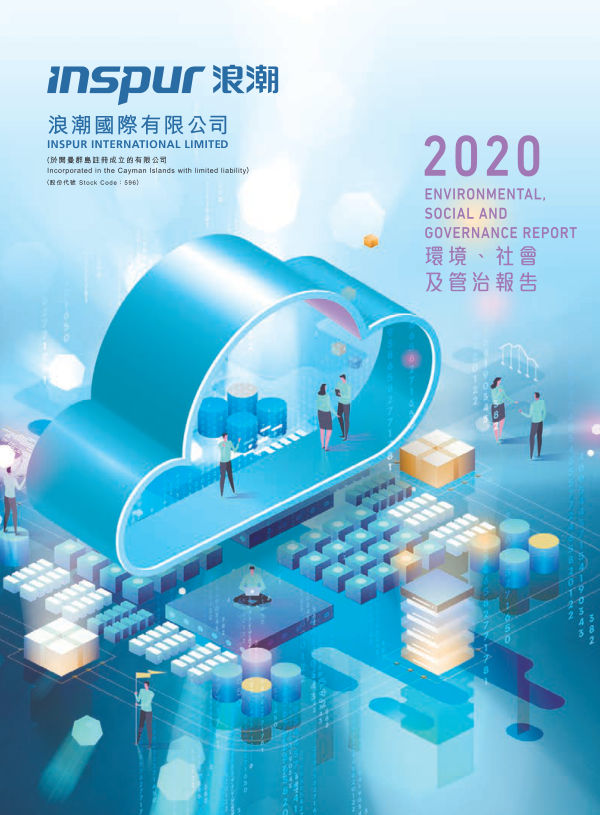 inspur 浪潮
浪潮國際有限公司
INSPUR INTERNATIONAL LIMITED
(於開曼群島註冊成立的有限公司
Incorporated in the Cayman Islands with limited liability)
(股份代號 Stock Code：596)
2020
ENVIRONMENTAL,
SOCIAL AND
GOVERNANCE REPORT
環境、社會
及管治報告